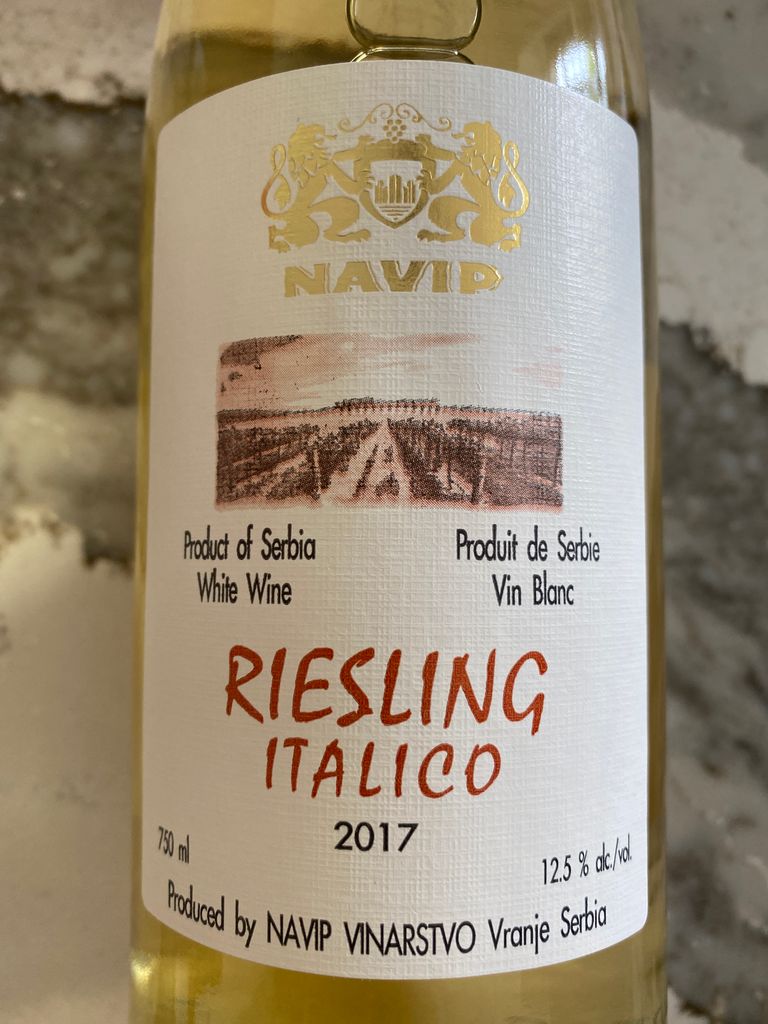 NAVIP
Product of Serbia
White Wine
Produit de Serbie
Vin Blanc
RIESLING
ITALICO
2017
750 ml
12.5 % alc./vol.
Produced by NAVIP VINARSTVO Vranje Serbia